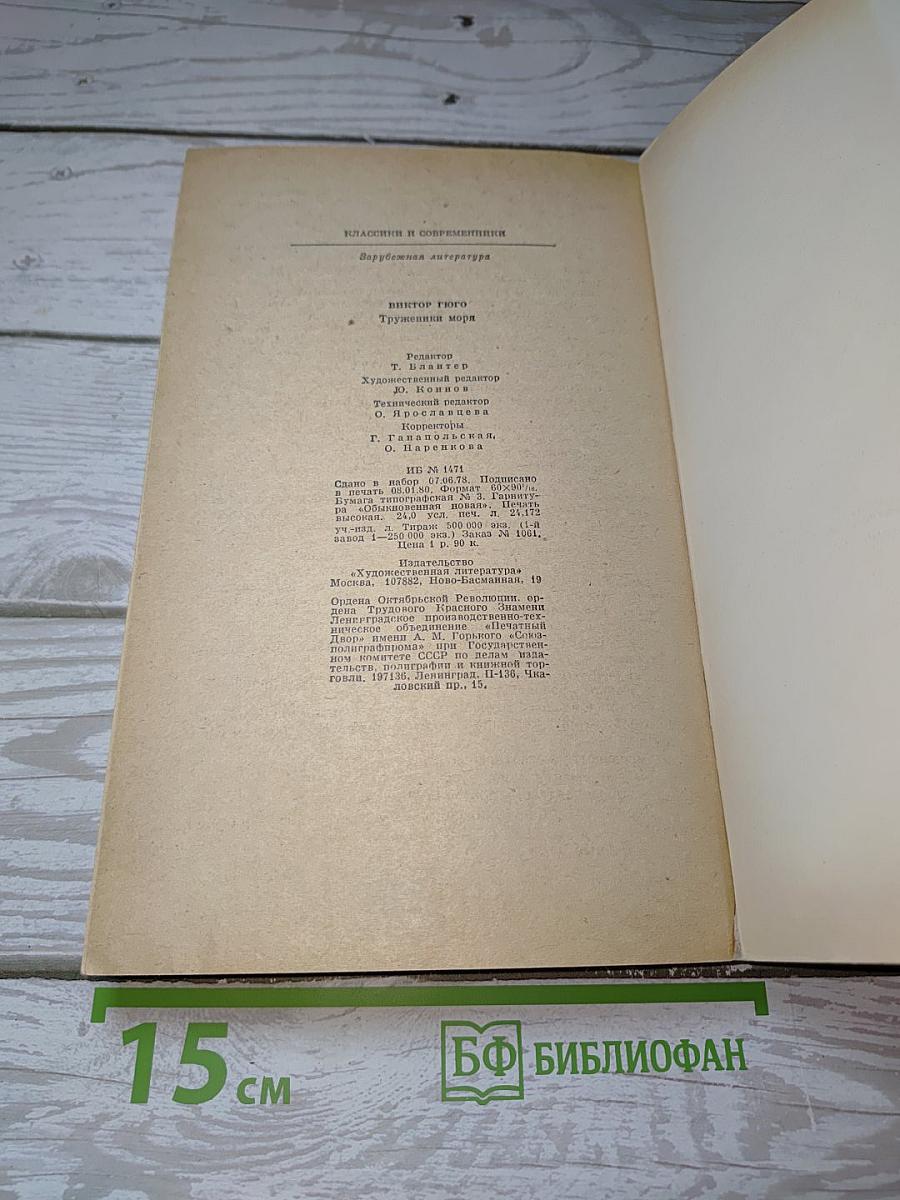 КЛАССИКИ И СОВРЕМЕННИКИ
Зарубежная литература
ВИКТОР ГЮГО
Труженики моря
Редактор
Т. Блантер
Художественный редактор
Ю. Коннов
Технический редактор
О. Ярославцева
Корректоры
Г. Ганапольская,
О. Наренкова
ИБ № 1471
Сдано в набор 07.06.78. Подписано
в печать 08.01.80. Формат 60×90¹/₁₆.
Бумага типографская № 3. Гарниту-
ра «Обыкновенная новая». Печать
высокая. 24,0 усл. печ. л. 24,172
уч.-изд. л. Тираж 500 000 экз. (1-й
завод 1—250 000 экз.) Заказ № 1061.
Цена 1 р. 90 к.
Издательство
«Художественная литература»
Москва, 107882, Ново-Басманная, 19
Ордена Октябрьской Революции, ор-
дена Трудового Красного Знамени
Ленинградское производственно-тех-
ническое объединение «Печатный
Двор» имени А. М. Горького «Союз-
полиграфпрома» при Государствен-
ном комитете СССР по делам изда-
тельств, полиграфии и книжной тор-
говли. 197136, Ленинград, П-136, Чка-
ловский пр., 15.
15 см
БФ БИБЛИОФАН